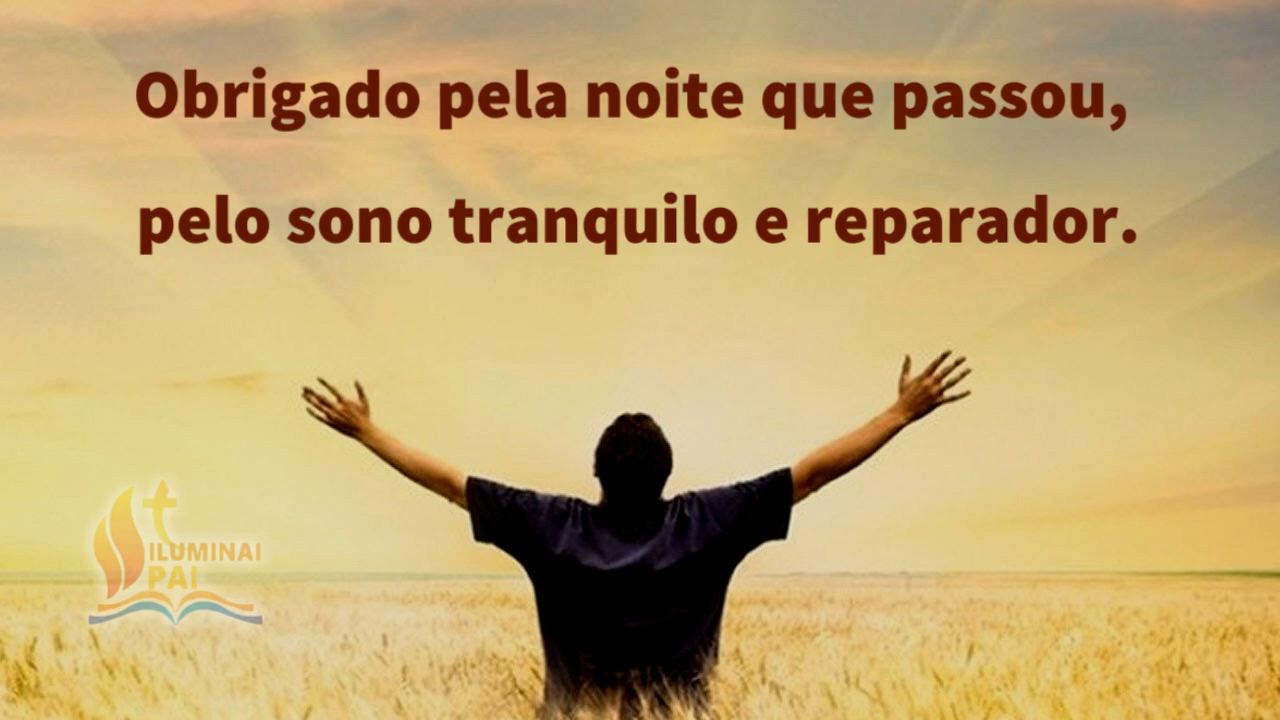 Obrigado pela noite que passou,
pelo sono tranquilo e reparador.
ILUMINAI
PAI